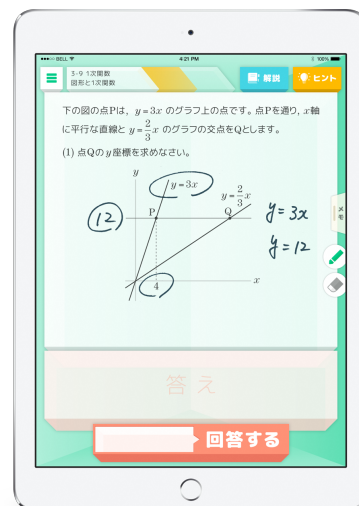 BELL
4:21 PM
100%
3-9 1次関数
図形と1次関数
解説
ヒント
下の図の点Pは、y=3x のグラフ上の点です。点Pを通り、x軸
に平行な直線と y=2/3x のグラフの交点をQとします。
(1) 点Qのy座標を求めなさい。
y
y=3x
y=2/3x
12
P
Q
y=3x
y=12
4
x
メモ
答え
回答する